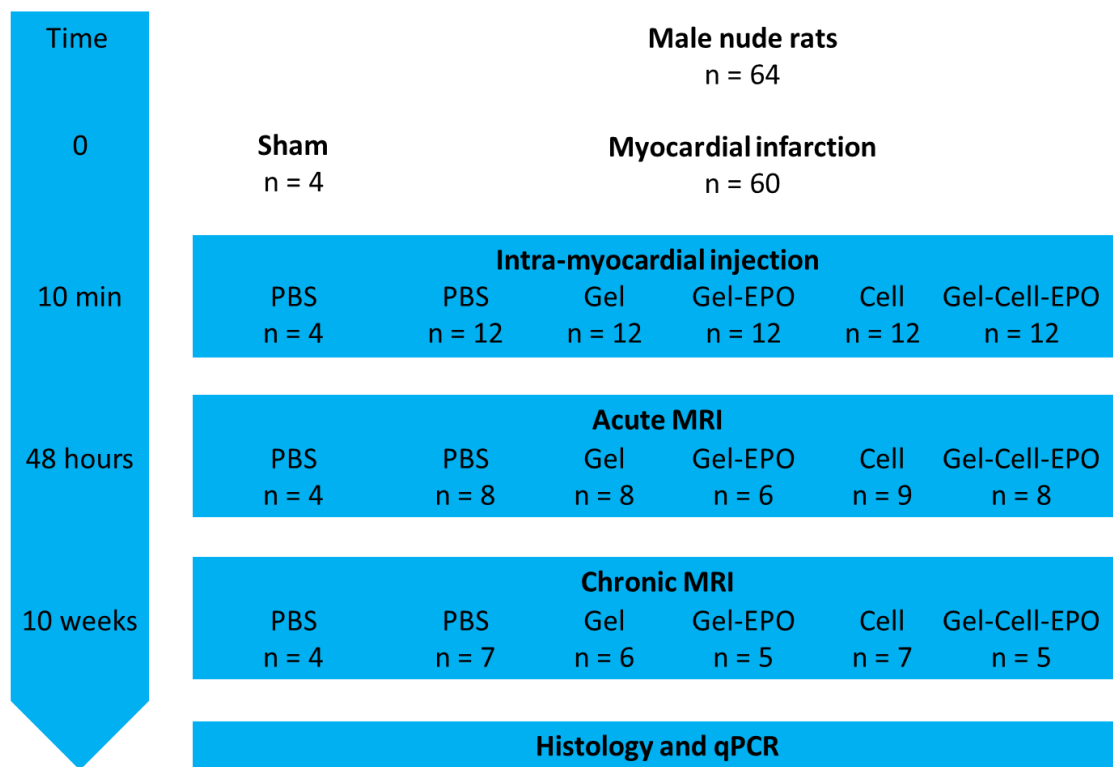 Time
Male nude rats
n = 64
0
Sham
n = 4
Myocardial infarction
n = 60
10 min
Intra-myocardial injection
PBS PBS Gel Gel-EPO Cell Gel-Cell-EPO
n = 4 n = 12 n = 12 n = 12 n = 12 n = 12
48 hours
Acute MRI
PBS PBS Gel Gel-EPO Cell Gel-Cell-EPO
n = 4 n = 8 n = 8 n = 6 n = 9 n = 8
10 weeks
Chronic MRI
PBS PBS Gel Gel-EPO Cell Gel-Cell-EPO
n = 4 n = 7 n = 6 n = 5 n = 7 n = 5
Histology and qPCR